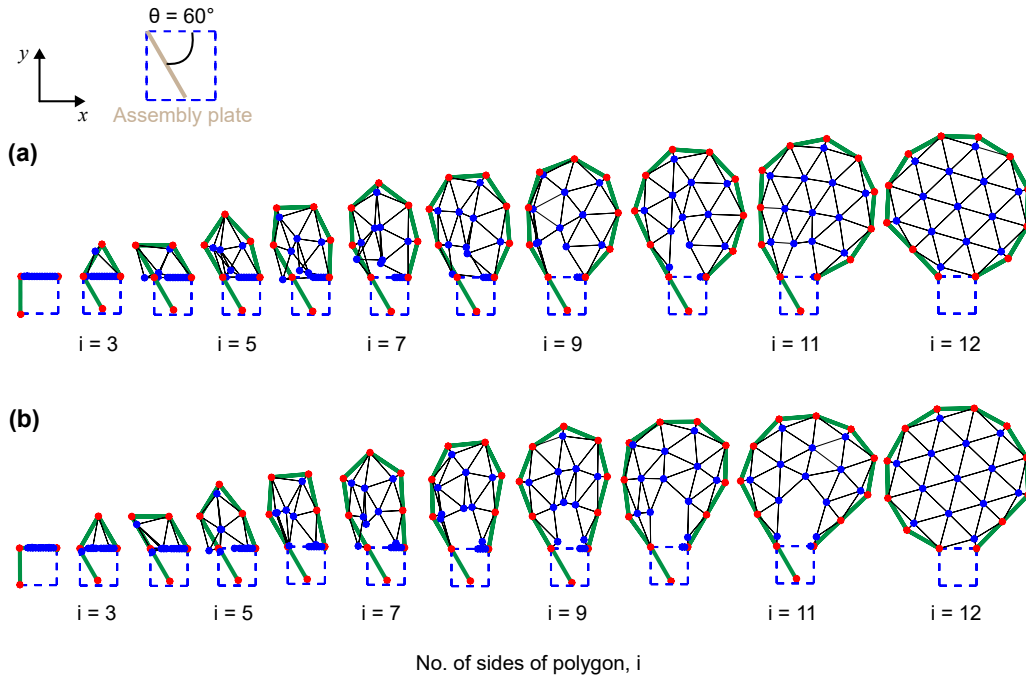 θ = 60°
y
x
Assembly plate
(a)
i = 3
i = 5
i = 7
i = 9
i = 11
i = 12
(b)
i = 3
i = 5
i = 7
i = 9
i = 11
i = 12
No. of sides of polygon, i